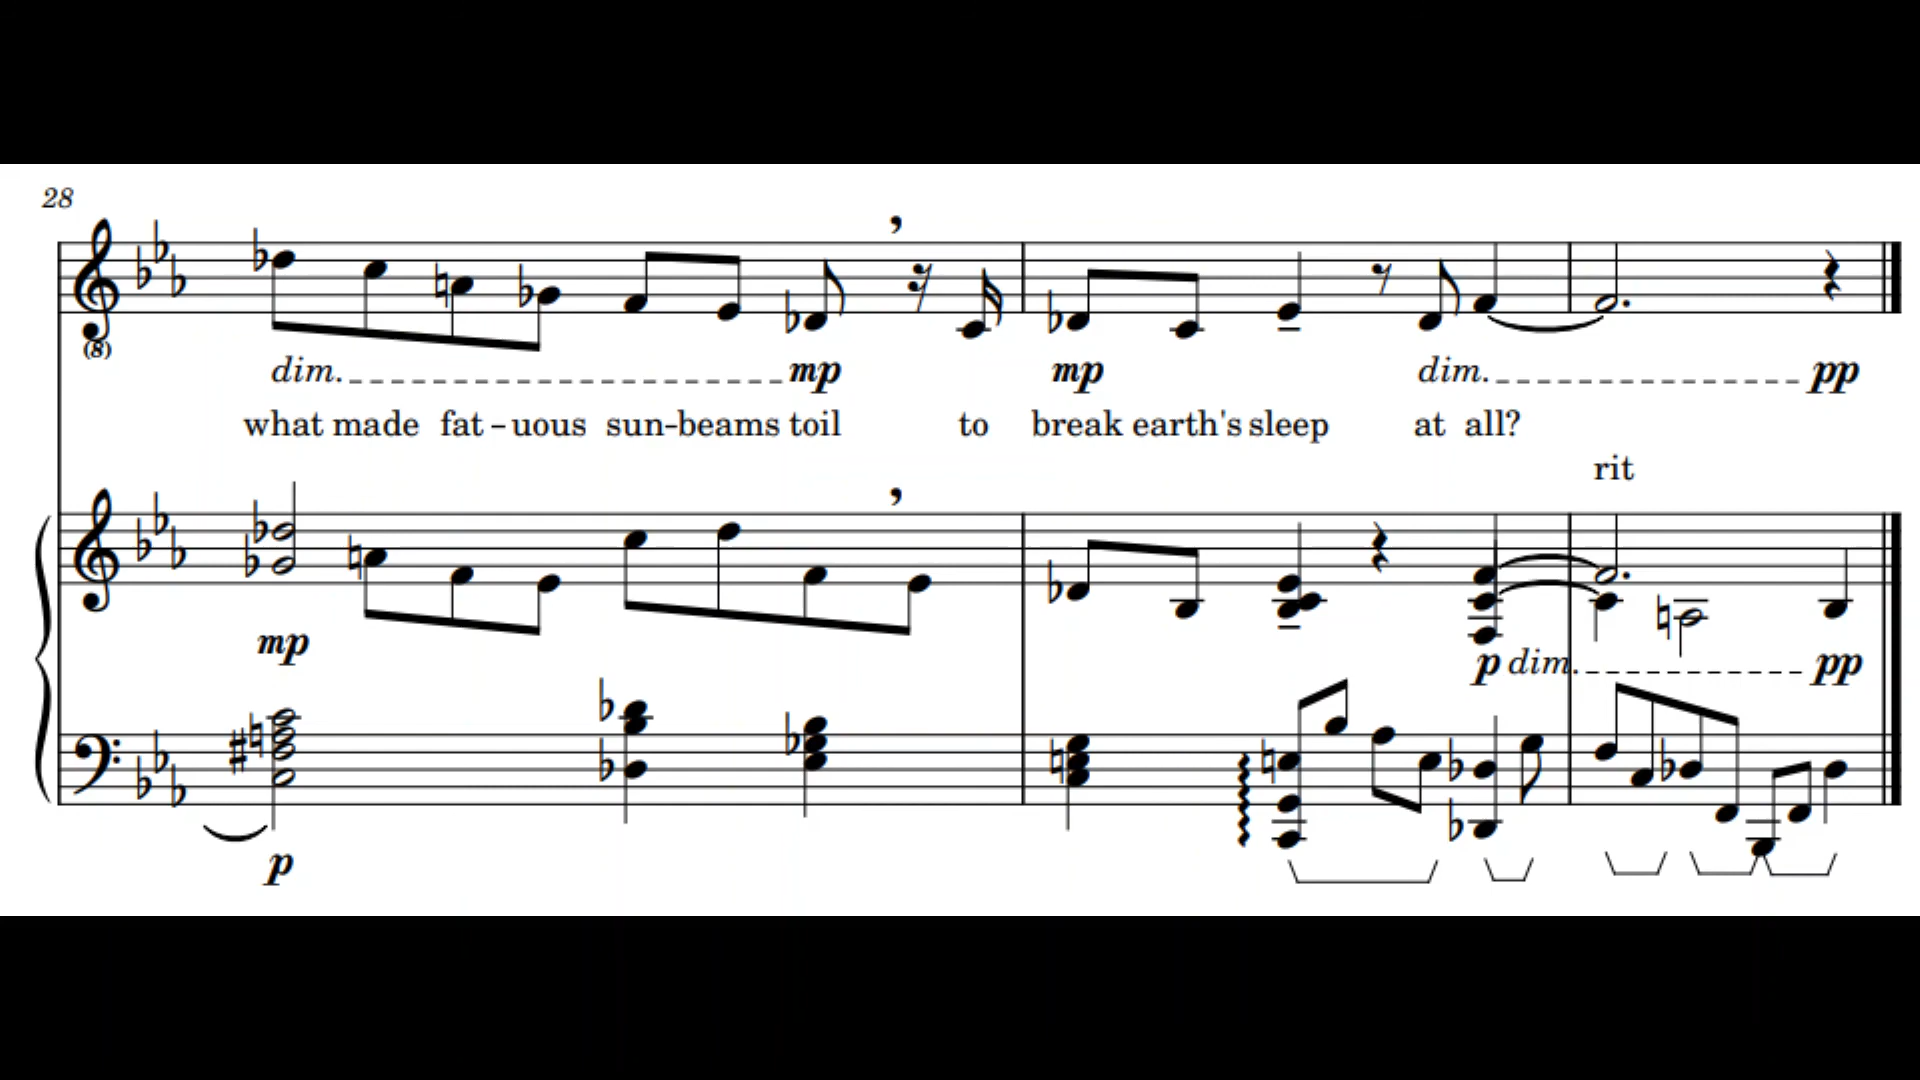 28
(8)
dim. mp mp dim. pp
what made fat-uous sun-beams toil to break earth's sleep at all?
rit
mp p dim. pp
p